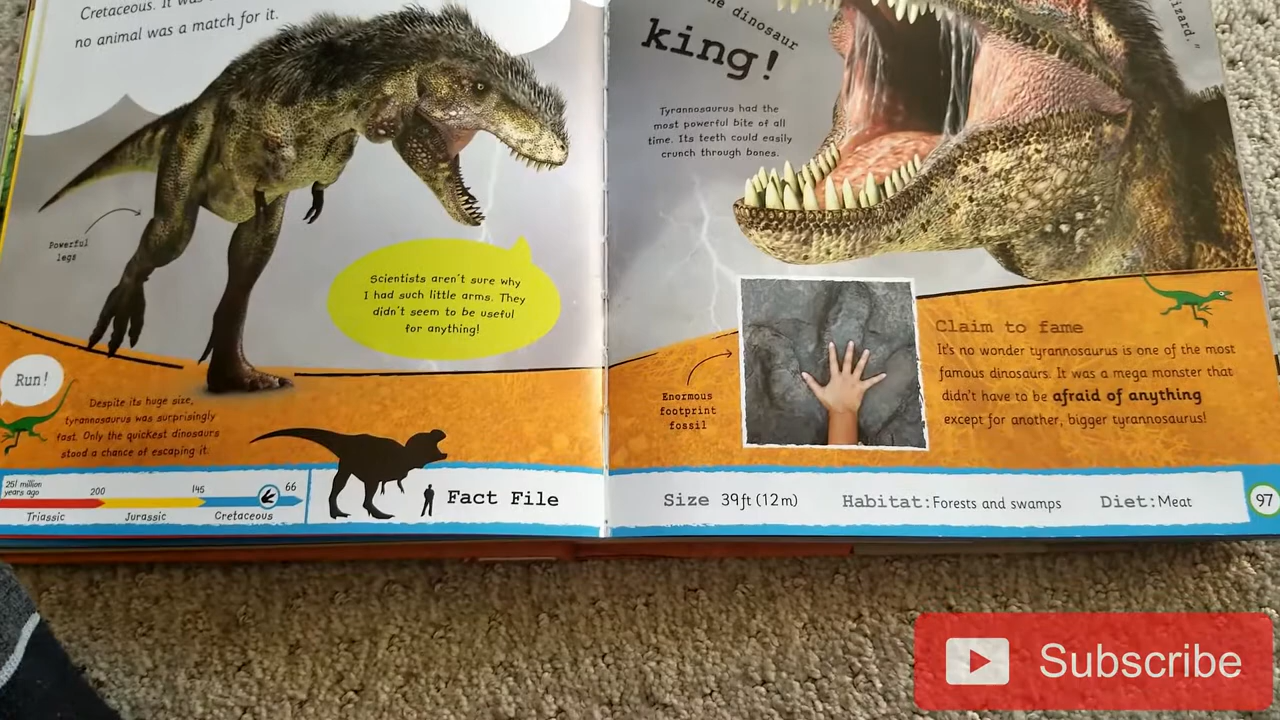 Cretaceous. It was
no animal was a match for it.
Powerful
legs
Scientists aren't sure why
I had such little arms. They
didn't seem to be useful
for anything!
Run!
Despite its huge size,
tyrannosaurus was surprisingly
fast. Only the quickest dinosaurs
stood a chance of escaping it.
251 million
years ago
200
145
66
Triassic
Jurassic
Cretaceous
Fact File
the dinosaur
king!
lizard."
Tyrannosaurus had the
most powerful bite of all
time. Its teeth could easily
crunch through bones.
Enormous
footprint
fossil
Claim to fame
It's no wonder tyrannosaurus is one of the most
famous dinosaurs. It was a mega monster that
didn't have to be afraid of anything
except for another, bigger tyrannosaurus!
Size 39ft (12m)
Habitat: Forests and swamps
Diet: Meat
97
Subscribe